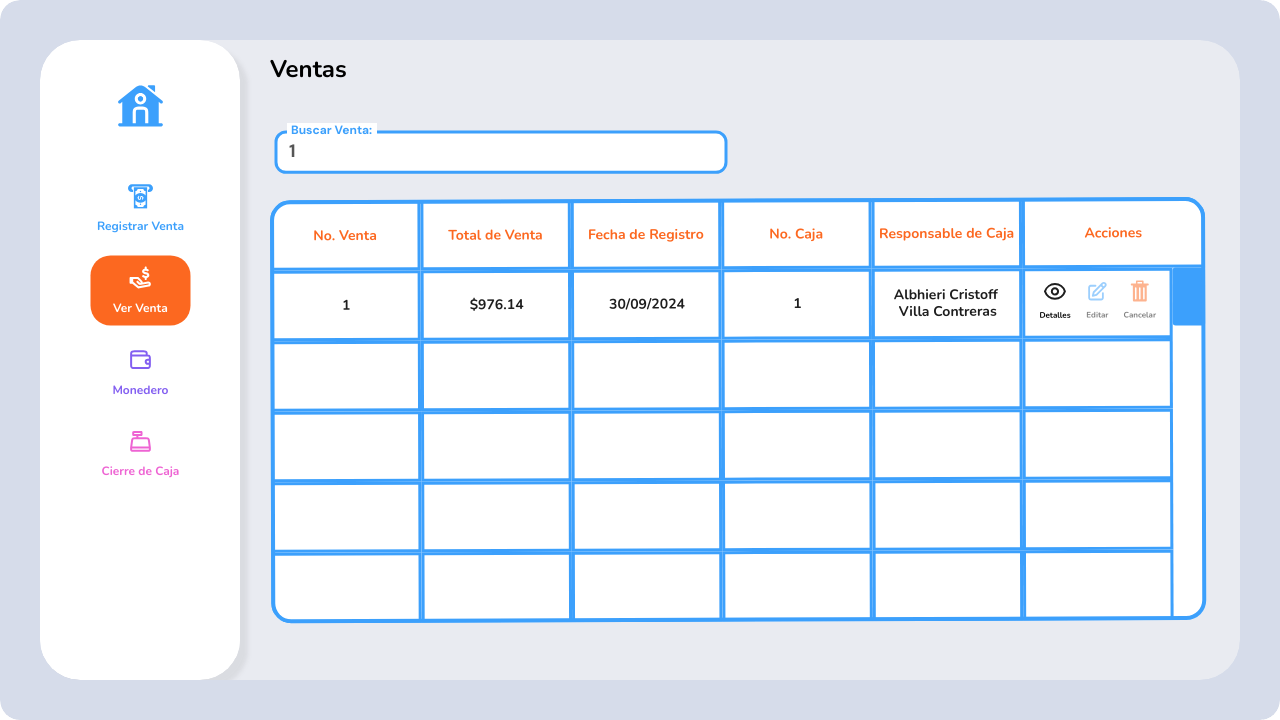 Ventas
Buscar Venta:
1
Registrar Venta
Ver Venta
Monedero
Cierre de Caja
No. Venta
Total de Venta
Fecha de Registro
No. Caja
Responsable de Caja
Acciones
1
$976.14
30/09/2024
1
Albhieri Cristoff
Villa Contreras
Detalles
Editar
Cancelar